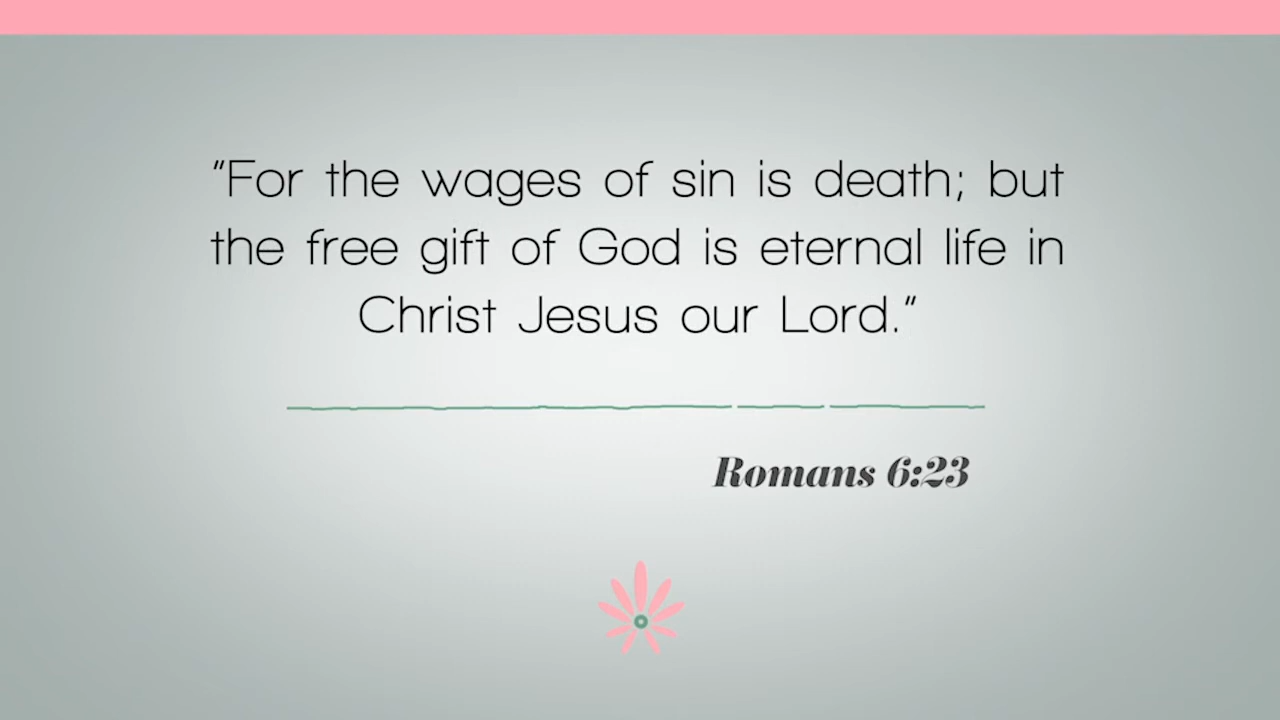 "For the wages of sin is death; but
the free gift of God is eternal life in
Christ Jesus our Lord."
Romans 6:23